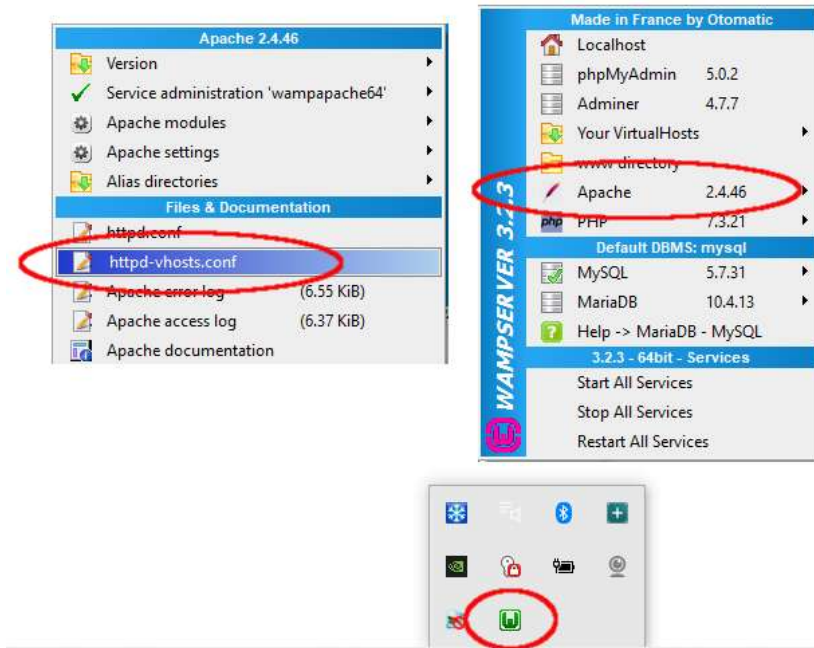 Apache 2.4.46
Version
Service administration 'wampapache64'
Apache modules
Apache settings
Alias directories
Files & Documentation
httpd.conf
httpd-vhosts.conf
Apache error log (6.55 KiB)
Apache access log (6.37 KiB)
Apache documentation
Made in France by Otomatic
Localhost
phpMyAdmin 5.0.2
Adminer 4.7.7
Your VirtualHosts
www directory
Apache 2.4.46
php PHP 7.3.21
Default DBMS: mysql
MySQL 5.7.31
MariaDB 10.4.13
Help -> MariaDB - MySQL
3.2.3 - 64bit - Services
Start All Services
Stop All Services
Restart All Services
WAMPSERVER 3.2.3